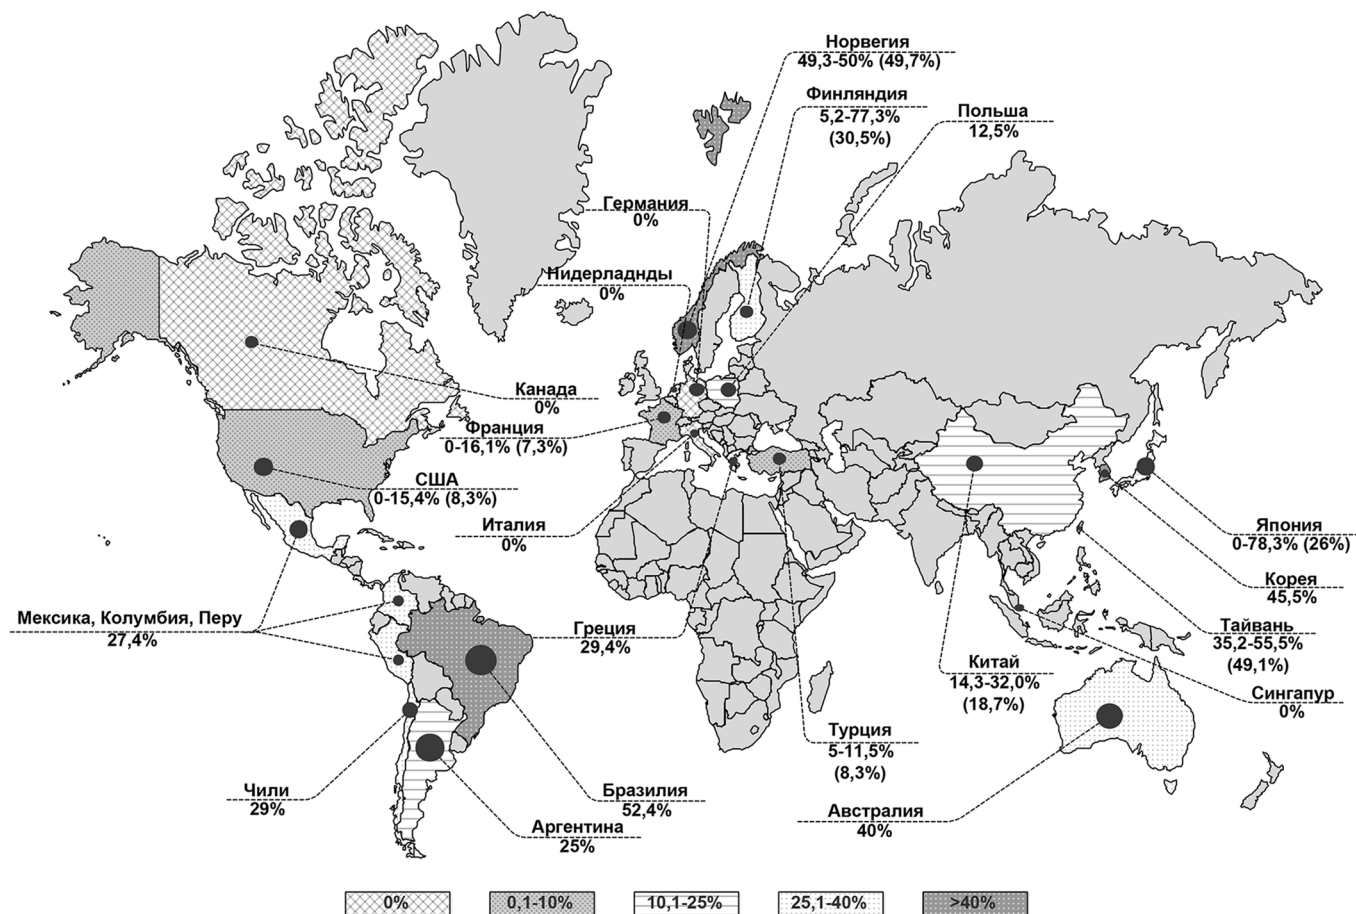 Норвегия
49,3-50% (49,7%)
Финляндия
5,2-77,3%
(30,5%)
Польша
12,5%
Германия
0%
Нидерладнды
0%
Канада
0%
Франция
0-16,1% (7,3%)
США
0-15,4% (8,3%)
Италия
0%
Япония
0-78,3% (26%)
Корея
45,5%
Мексика, Колумбия, Перу
27,4%
Греция
29,4%
Тайвань
35,2-55,5%
(49,1%)
Китай
14,3-32,0%
(18,7%)
Сингапур
0%
Турция
5-11,5%
(8,3%)
Чили
29%
Бразилия
52,4%
Австралия
40%
Аргентина
25%
0%
0,1-10%
10,1-25%
25,1-40%
>40%